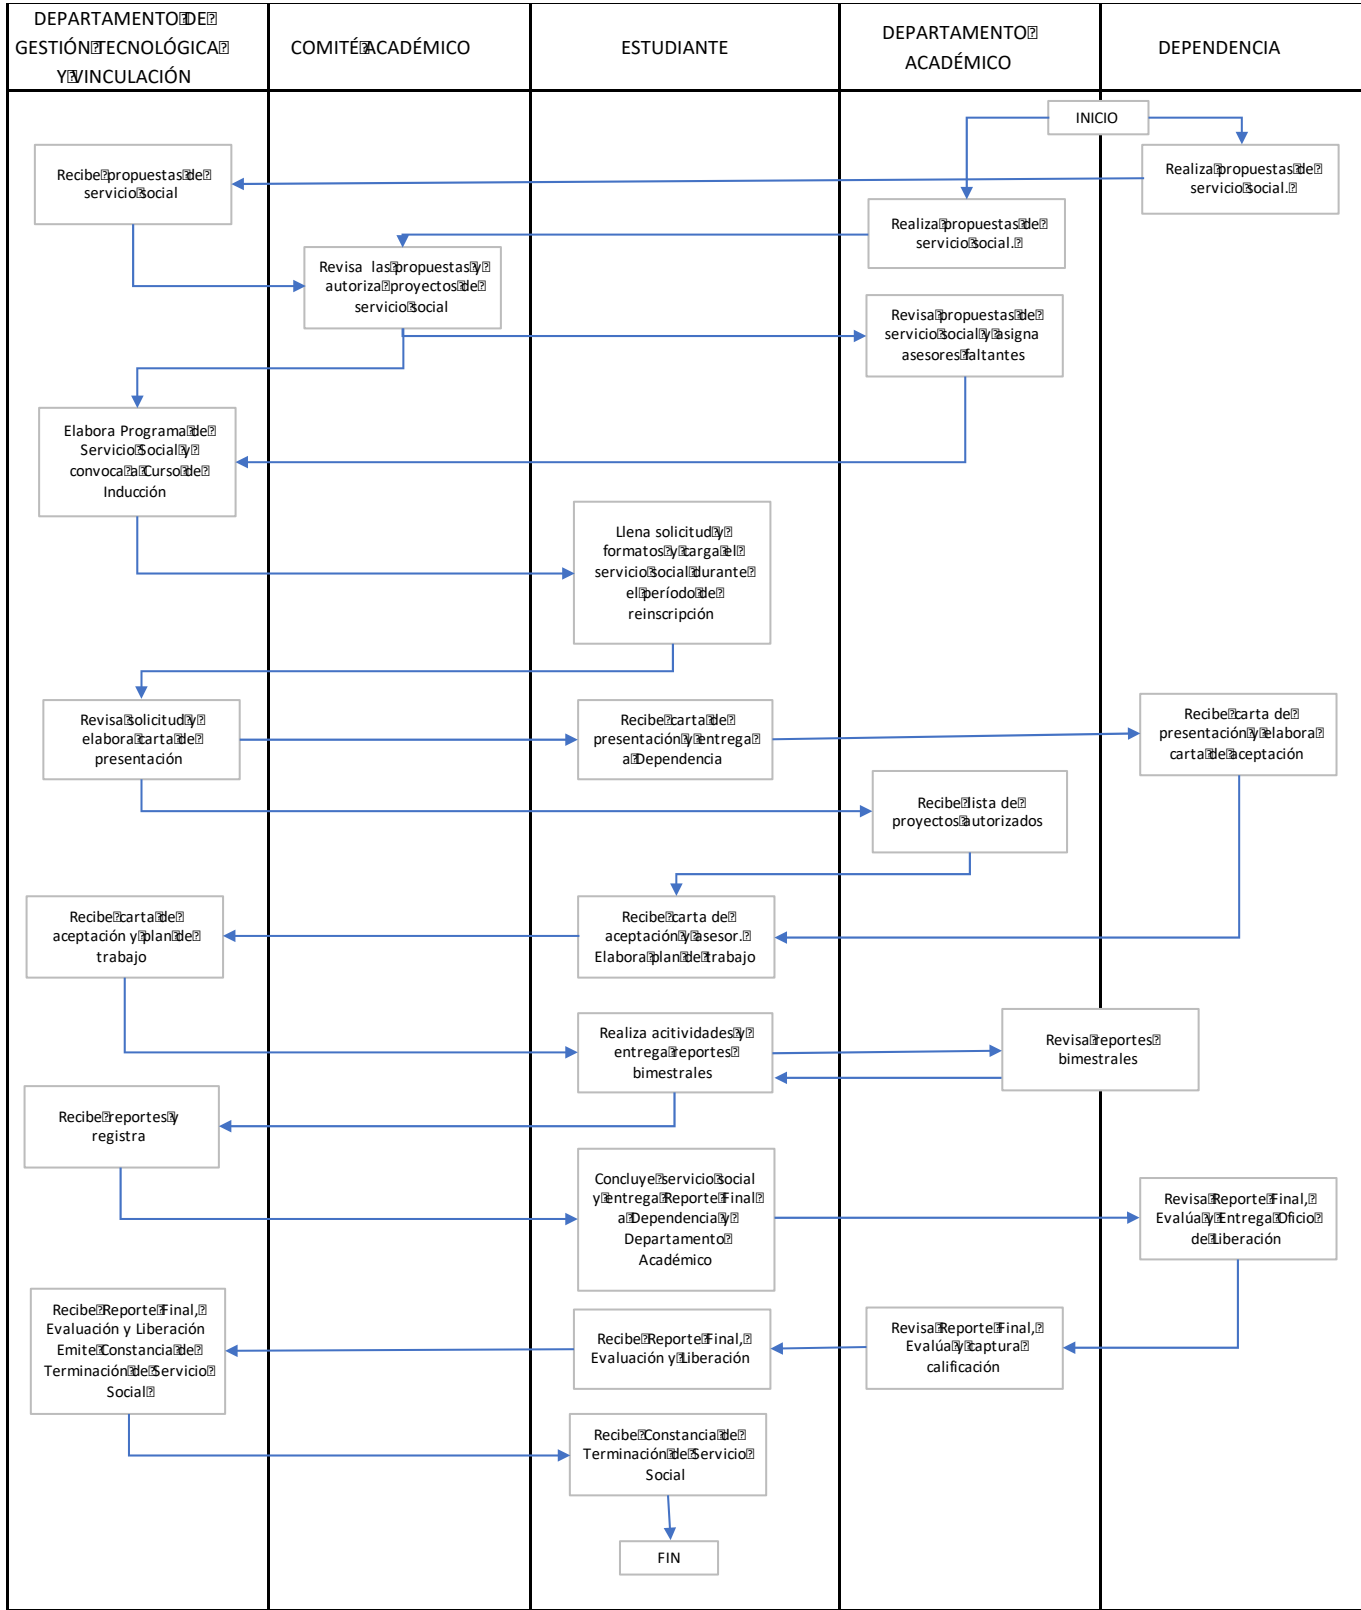 DEPARTAMENTO DE
GESTIÓN TECNOLÓGICA
Y VINCULACIÓN
COMITÉ ACADÉMICO
ESTUDIANTE
DEPARTAMENTO
ACADÉMICO
DEPENDENCIA
INICIO
Recibe propuestas de
servicio social
Realiza propuestas de
servicio social.
Realiza propuestas de
servicio social.
Revisa las propuestas y
autoriza proyectos de
servicio social
Revisa propuestas de
servicio social y asigna
asesores faltantes
Elabora Programa de
Servicio Social y
convoca a Curso de
Inducción
Llena solicitud y
formatos y carga el
servicio social durante
el período de
reinscripción
Revisa solicitud y
elabora carta de
presentación
Recibe carta de
presentación y entrega
a Dependencia
Recibe carta de
presentación y elabora
carta de aceptación
Recibe lista de
proyectos autorizados
Recibe carta de
aceptación y plan de
trabajo
Recibe carta de
aceptación y asesor.
Elabora plan de trabajo
Realiza acitividades y
entrega reportes
bimestrales
Revisa reportes
bimestrales
Recibe reportes y
registra
Concluye servicio social
y entrega Reporte Final
a Dependencia y
Departamento
Académico
Revisa Reporte Final,
Evalúa y Entrega Oficio
de Liberación
Recibe Reporte Final,
Evaluación y Liberación
Emite Constancia de
Terminación de Servicio
Social
Recibe Reporte Final,
Evaluación y Liberación
Revisa Reporte Final,
Evalúa y captura
calificación
Recibe Constancia de
Terminación de Servicio
Social
FIN